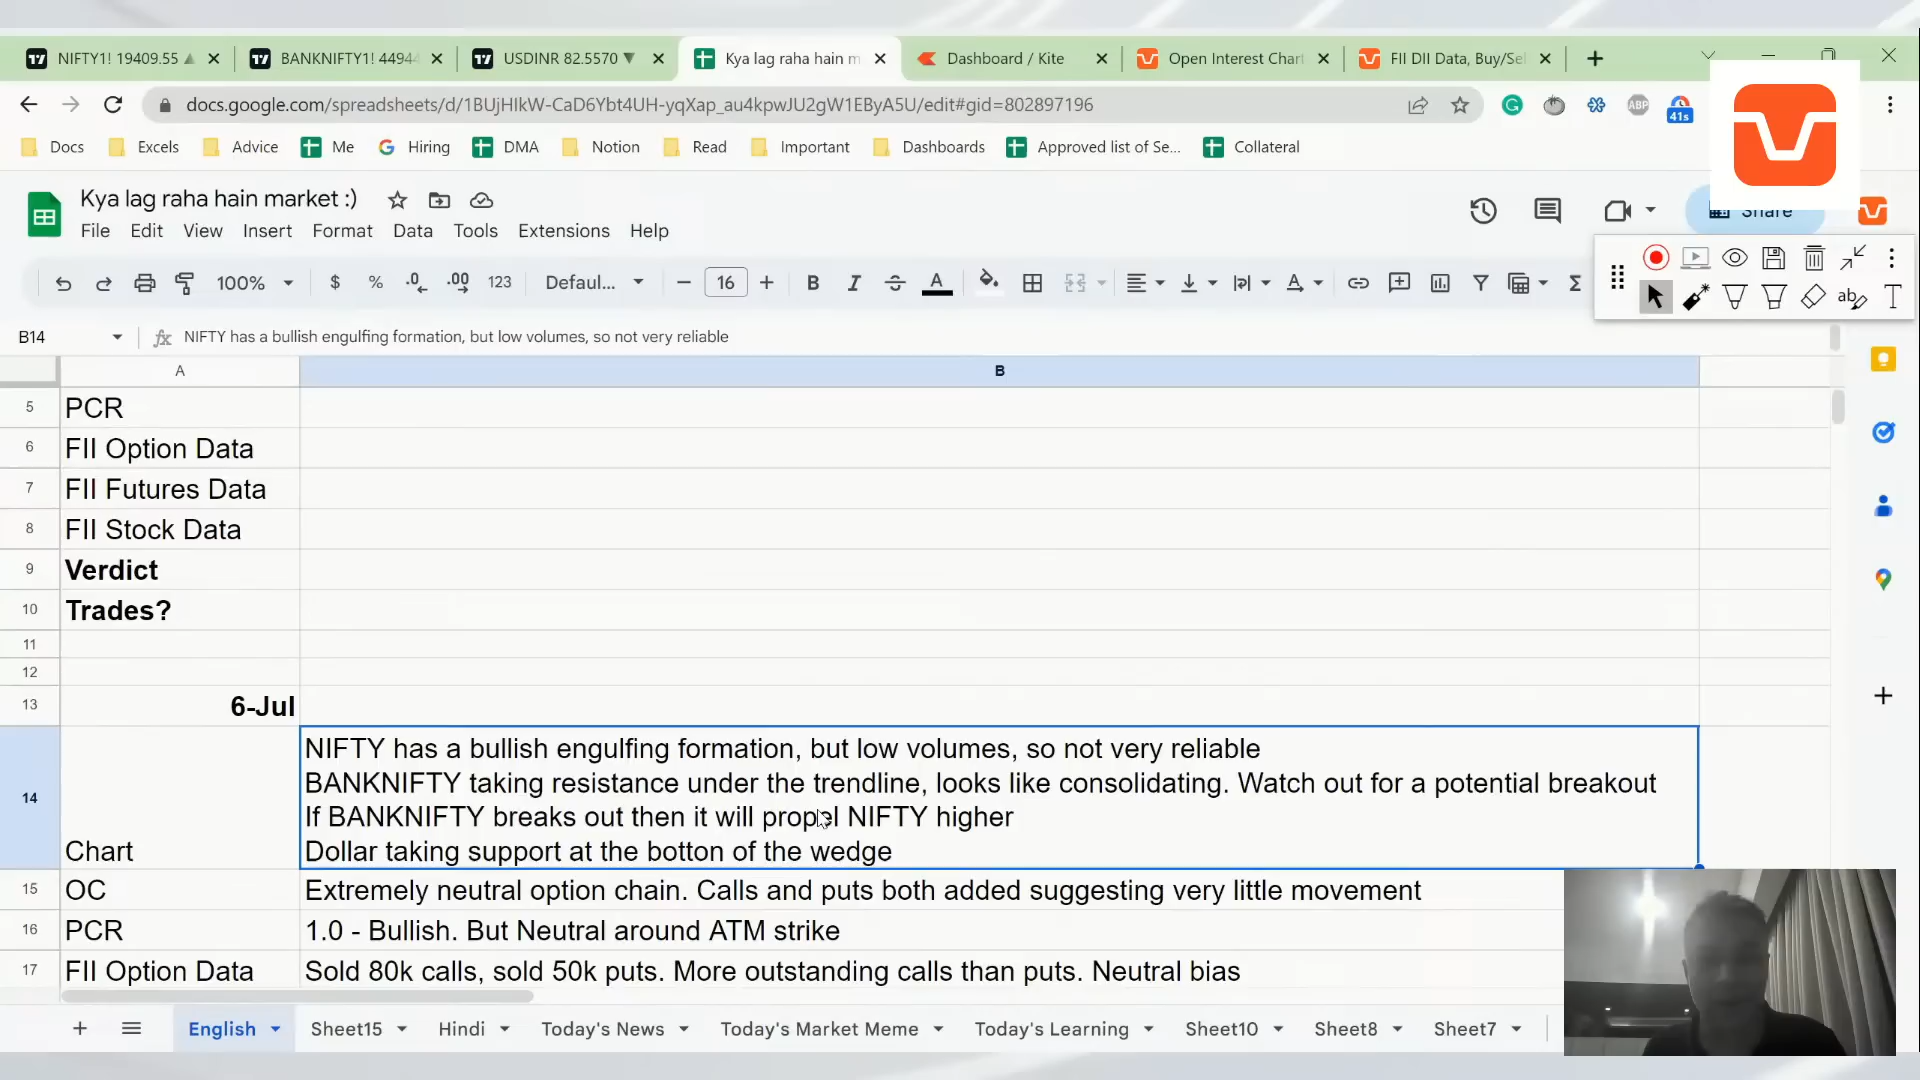 NIFTY1! 19409.55
BANKNIFTY1! 4494
USDINR 82.5570 ▼
Kya lag raha hain m
Dashboard / Kite
Open Interest Chart
FII DII Data, Buy/Sel
docs.google.com/spreadsheets/d/1BUjHIkW-CaD6Ybt4UH-yqXap_au4kpwJU2gW1EByA5U/edit#gid=802897196
ABP
41s
Docs
Excels
Advice
Me
Hiring
DMA
Notion
Read
Important
Dashboards
Approved list of Se...
Collateral
Kya lag raha hain market :)
Share
File Edit View Insert Format Data Tools Extensions Help
100% $ % .0 .00 123 Defaul... 16 B I A Σ
B14
fx NIFTY has a bullish engulfing formation, but low volumes, so not very reliable
A B
5 PCR
6 FII Option Data
7 FII Futures Data
8 FII Stock Data
9 Verdict
10 Trades?
11
12
13 6-Jul
NIFTY has a bullish engulfing formation, but low volumes, so not very reliable
BANKNIFTY taking resistance under the trendline, looks like consolidating. Watch out for a potential breakout
If BANKNIFTY breaks out then it will propel NIFTY higher
14 Chart Dollar taking support at the botton of the wedge
15 OC Extremely neutral option chain. Calls and puts both added suggesting very little movement
16 PCR 1.0 - Bullish. But Neutral around ATM strike
17 FII Option Data Sold 80k calls, sold 50k puts. More outstanding calls than puts. Neutral bias
English Sheet15 Hindi Today's News Today's Market Meme Today's Learning Sheet10 Sheet8 Sheet7